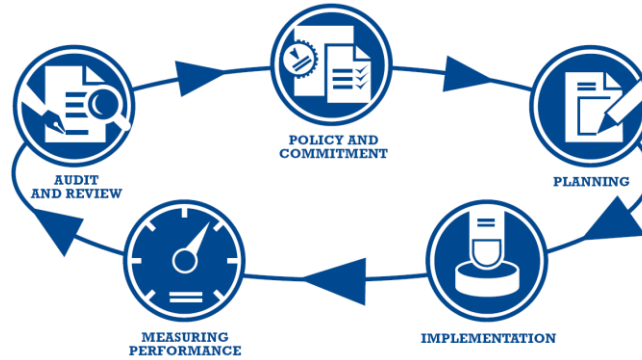 POLICY AND
COMMITMENT
PLANNING
IMPLEMENTATION
MEASURING
PERFORMANCE
AUDIT
AND REVIEW